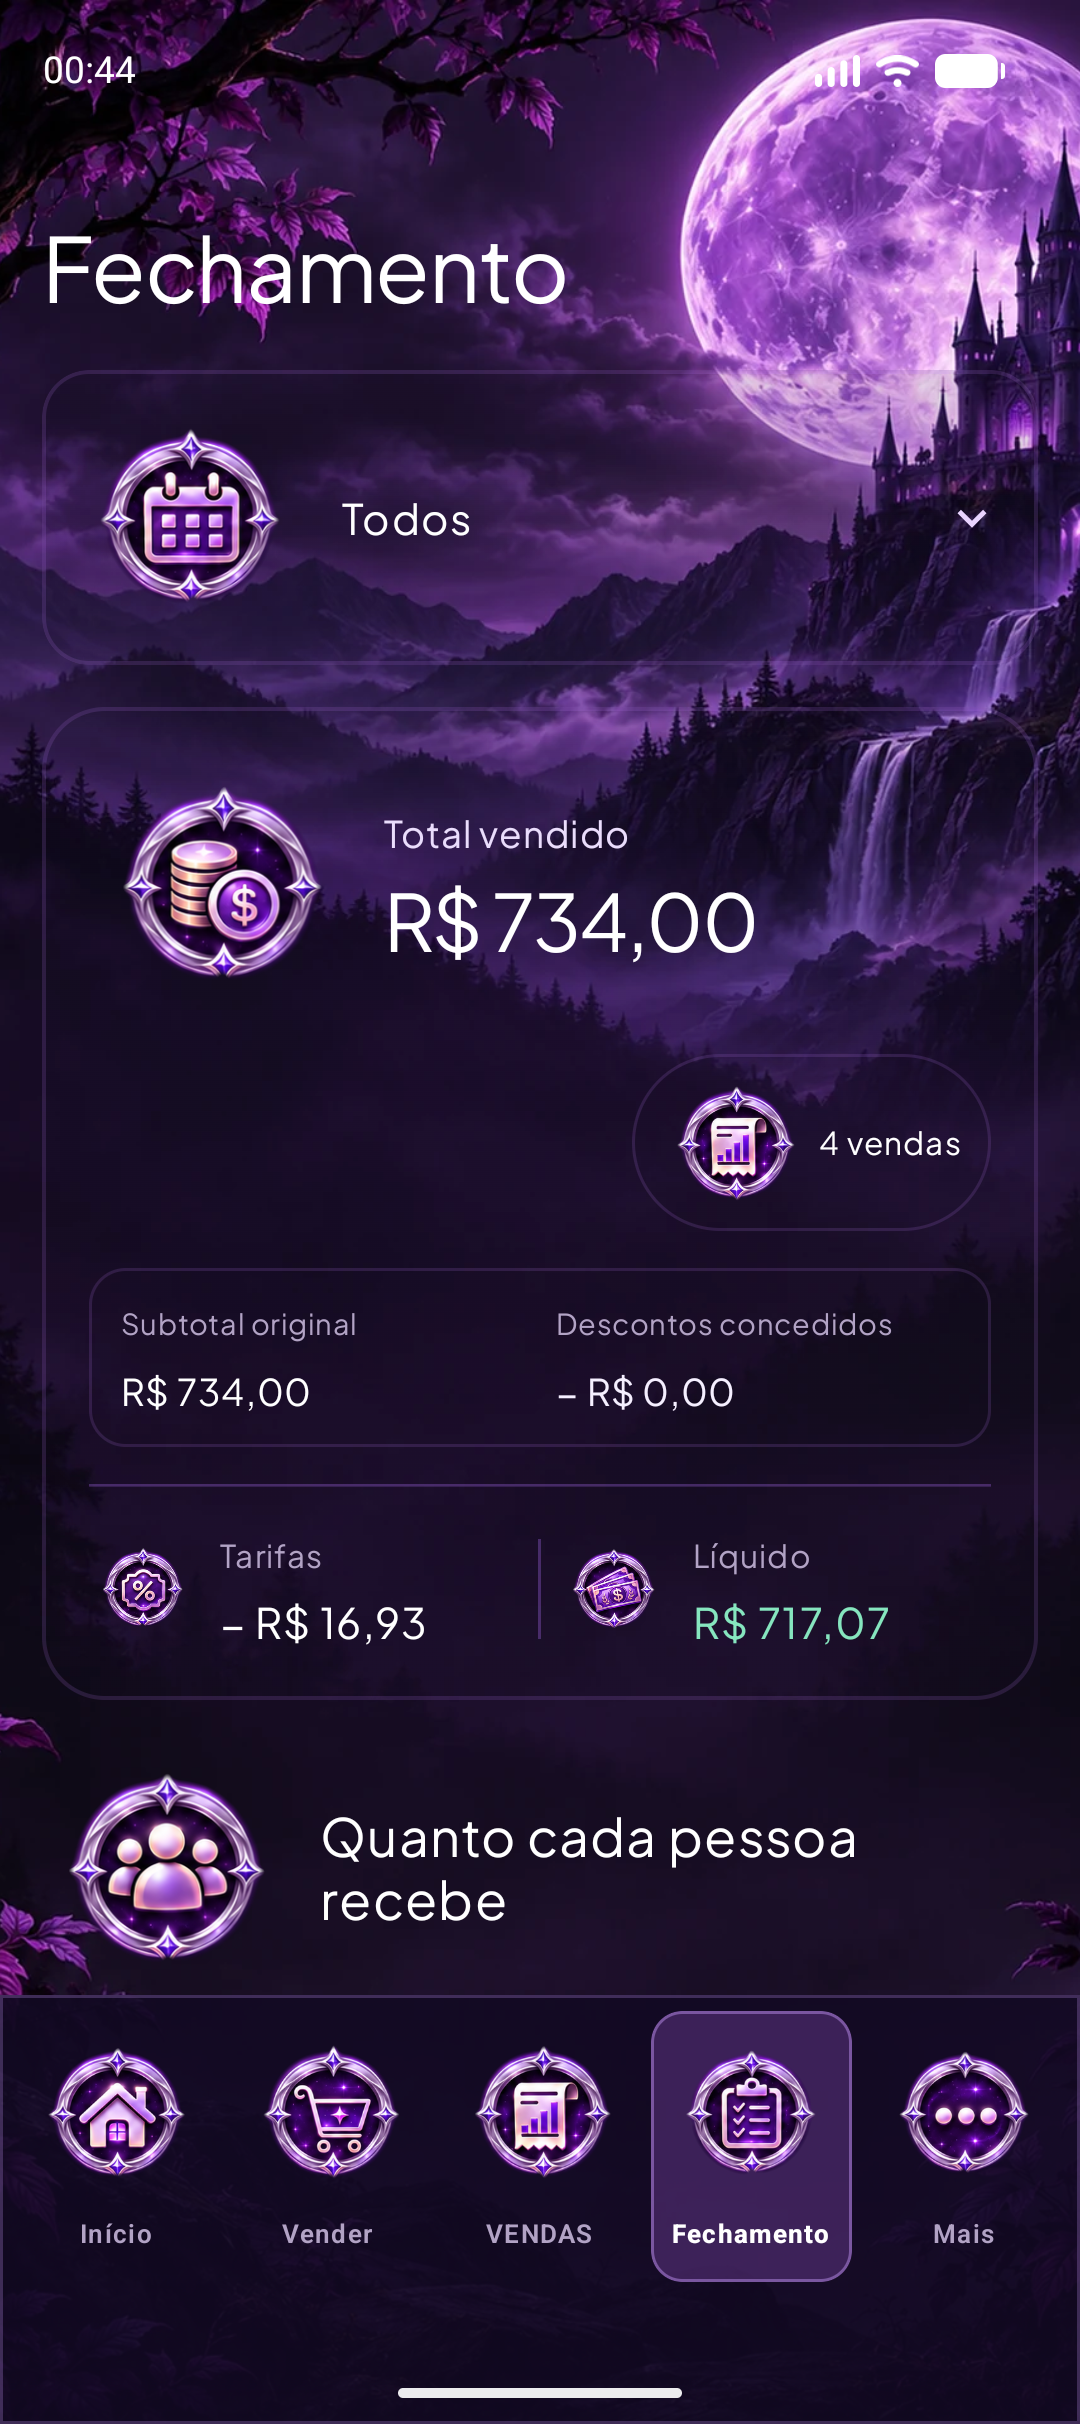 00:44
Fechamento
Todos
Total vendido
R$ 734,00
4 vendas
Subtotal original
Descontos concedidos
R$ 734,00
– R$ 0,00
Tarifas
Líquido
– R$ 16,93
R$ 717,07
Quanto cada pessoa
recebe
Início
Vender
VENDAS
Fechamento
Mais